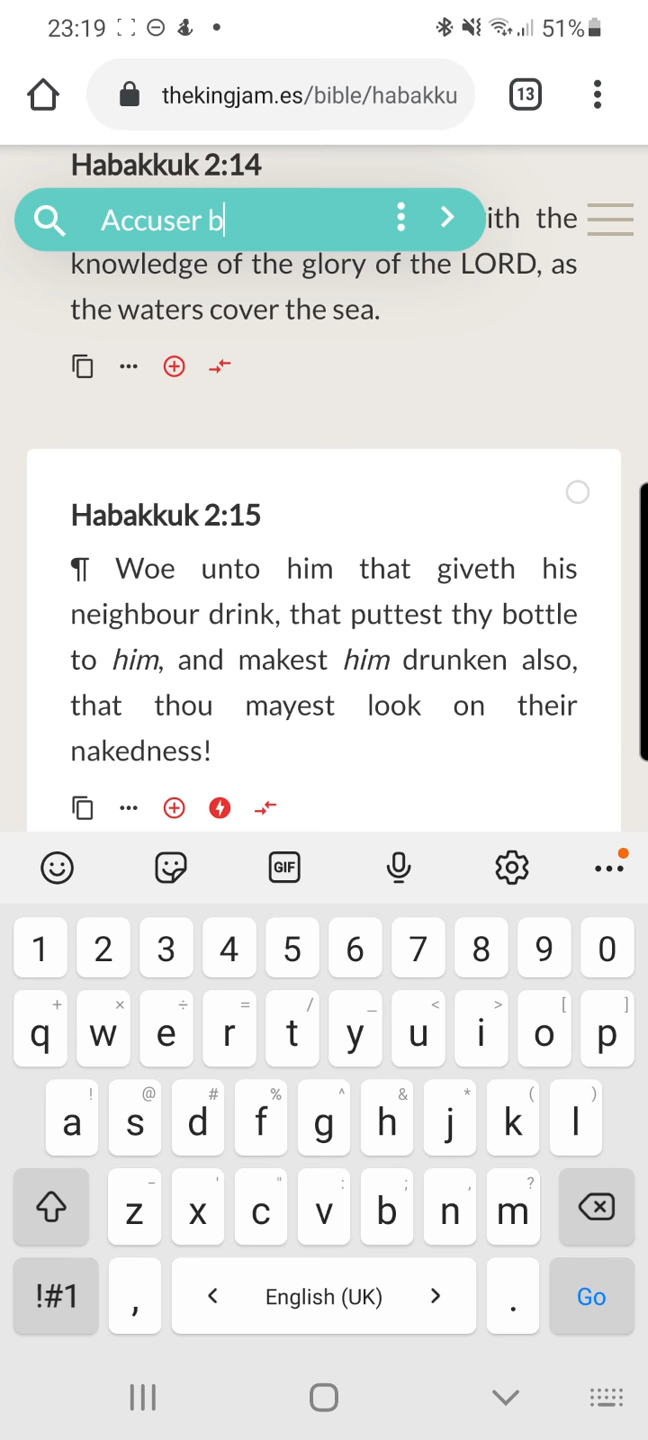 23:19 51%
thekingjam.es/bible/habakku 13
Habakkuk 2:14
Accuser b ith the
knowledge of the glory of the LORD, as
the waters cover the sea.
Habakkuk 2:15
¶ Woe unto him that giveth his
neighbour drink, that puttest thy bottle
to him, and makest him drunken also,
that thou mayest look on their
nakedness!
GIF
1 2 3 4 5 6 7 8 9 0
+ × ÷ = / _ < > [ ]
q w e r t y u i o p
! @ # % ^ & * ( )
a s d f g h j k l
- ' " : ; , ?
z x c v b n m
!#1 , < English (UK) > . Go